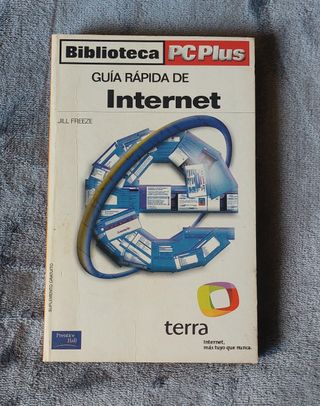 Biblioteca PCPlus
GUÍA RÁPIDA DE
Internet
JILL FREEZE
SUPLEMENTO GRATUITO
Prentice
Hall
terra
Internet,
más tuyo que nunca.